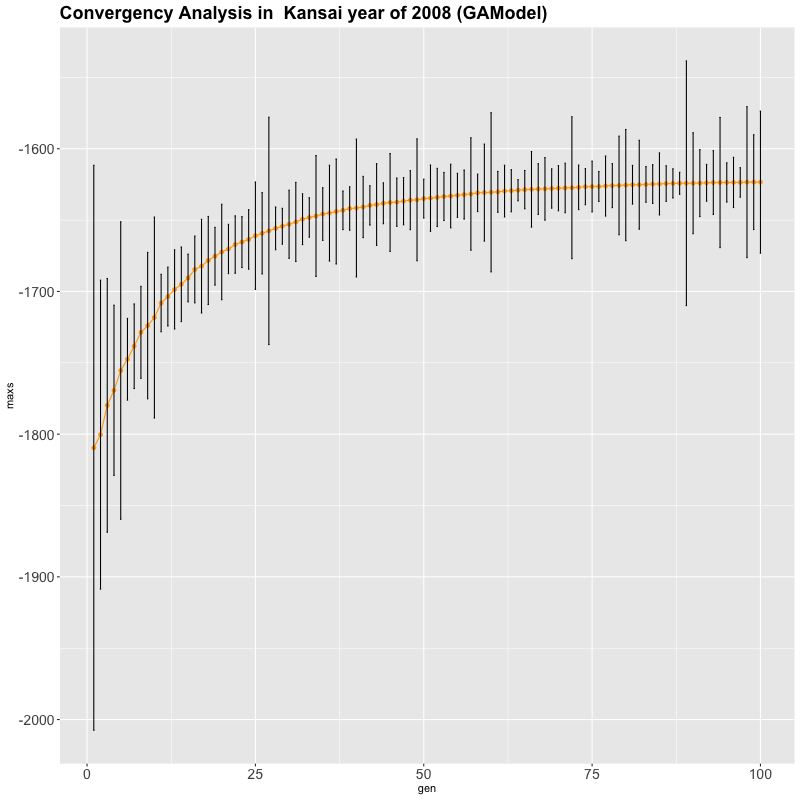 Convergency Analysis in  Kansai year of 2008 (GAModel)
maxs
-1600
-1700
-1800
-1900
-2000
0 25 50 75 100
gen